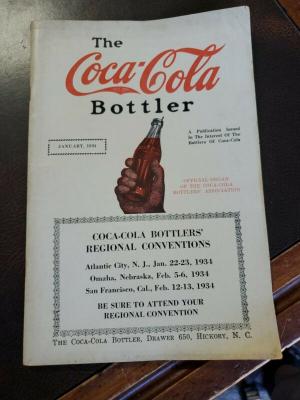 The
Coca-Cola
Bottler
JANUARY, 1934
A Publication Issued
in The Interest Of The
Bottlers Of Coca-Cola
OFFICIAL ORGAN
OF THE COCA-COLA
BOTTLERS' ASSOCIATION
COCA-COLA BOTTLERS'
REGIONAL CONVENTIONS
Atlantic City, N. J., Jan. 22-23, 1934
Omaha, Nebraska, Feb. 5-6, 1934
San Francisco, Cal., Feb. 12-13, 1934
BE SURE TO ATTEND YOUR
REGIONAL CONVENTION
THE COCA-COLA BOTTLER, DRAWER 650, HICKORY, N. C.